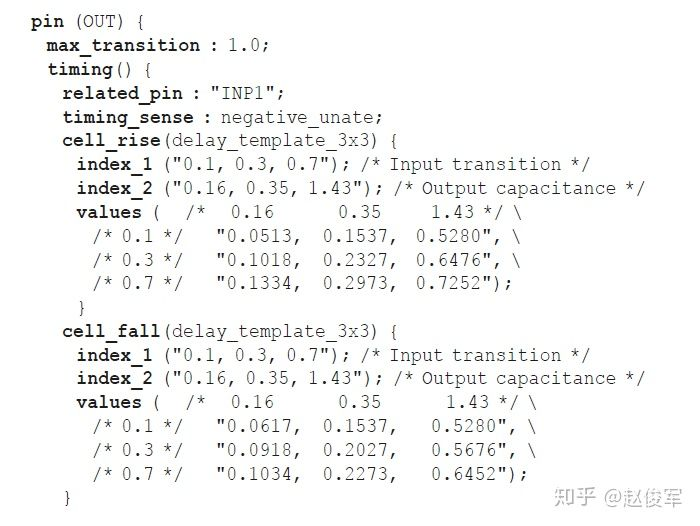 pin (OUT) {
max_transition : 1.0;
timing() {
related_pin : "INP1";
timing_sense : negative_unate;
cell_rise(delay_template_3x3) {
index_1 ("0.1, 0.3, 0.7"); /* Input transition */
index_2 ("0.16, 0.35, 1.43"); /* Output capacitance */
values ( /* 0.16 0.35 1.43 */ \
/* 0.1 */ "0.0513, 0.1537, 0.5280", \
/* 0.3 */ "0.1018, 0.2327, 0.6476", \
/* 0.7 */ "0.1334, 0.2973, 0.7252");
}
cell_fall(delay_template_3x3) {
index_1 ("0.1, 0.3, 0.7"); /* Input transition */
index_2 ("0.16, 0.35, 1.43"); /* Output capacitance */
values ( /* 0.16 0.35 1.43 */ \
/* 0.1 */ "0.0617, 0.1537, 0.5280", \
/* 0.3 */ "0.0918, 0.2027, 0.5676", \
/* 0.7 */ "0.1034, 0.2273, 0.6452");
}
知乎 @赵俊军